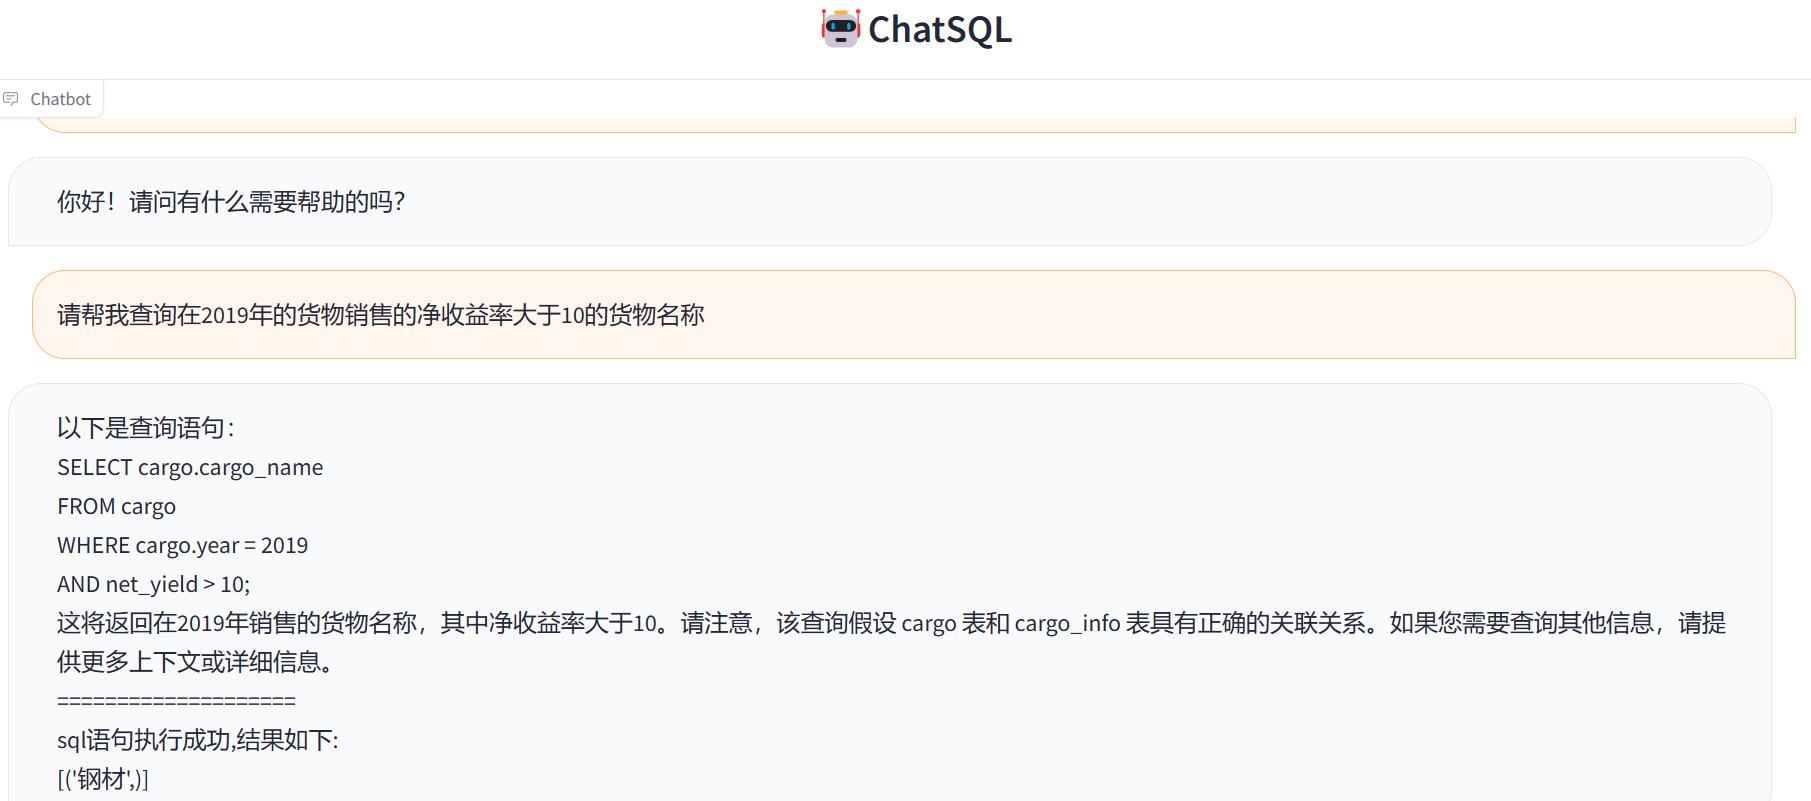 ChatSQL
Chatbot
你好！请问有什么需要帮助的吗？
请帮我查询在2019年的货物销售的净收益率大于10的货物名称
以下是查询语句：
SELECT cargo.cargo_name
FROM cargo
WHERE cargo.year = 2019
AND net_yield > 10;
这将返回在2019年销售的货物名称，其中净收益率大于10。请注意，该查询假设 cargo 表和 cargo_info 表具有正确的关联关系。如果您需要查询其他信息，请提
供更多上下文或详细信息。
====================
sql语句执行成功,结果如下:
[('钢材',)]